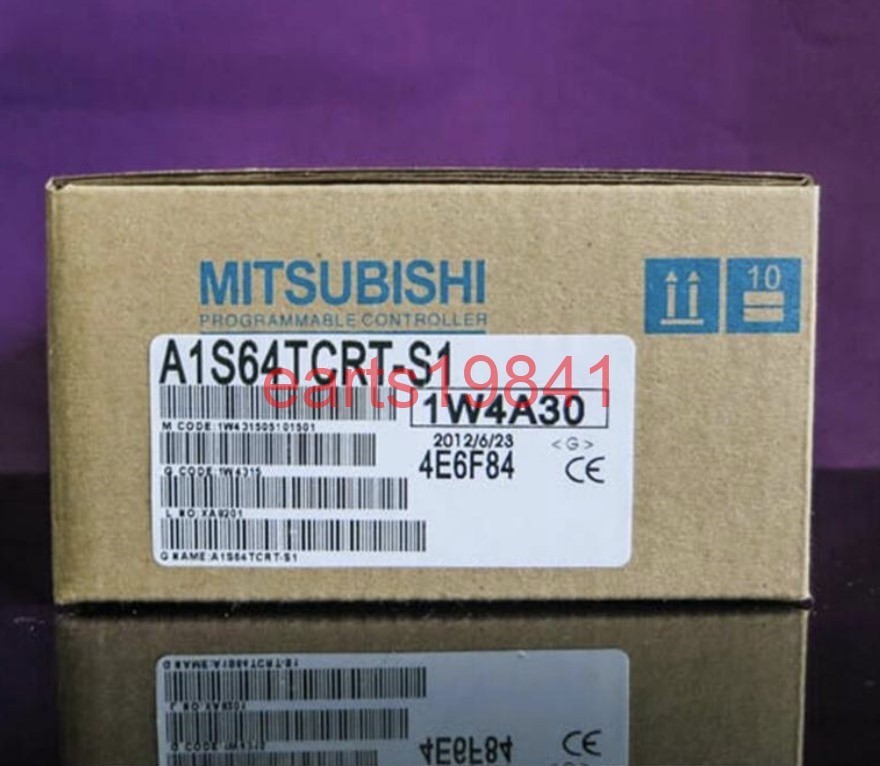 MITSUBISHI
PROGRAMMABLE CONTROLLER
10
A1S64TCRT-S1
earts19841
1W4A30
M CODE:1W431505101501
2012/6/23 <G>
4E6F84 CE
G CODE:1W4315
L NO:XA9201
G NAME:A1S64TCRT-S1